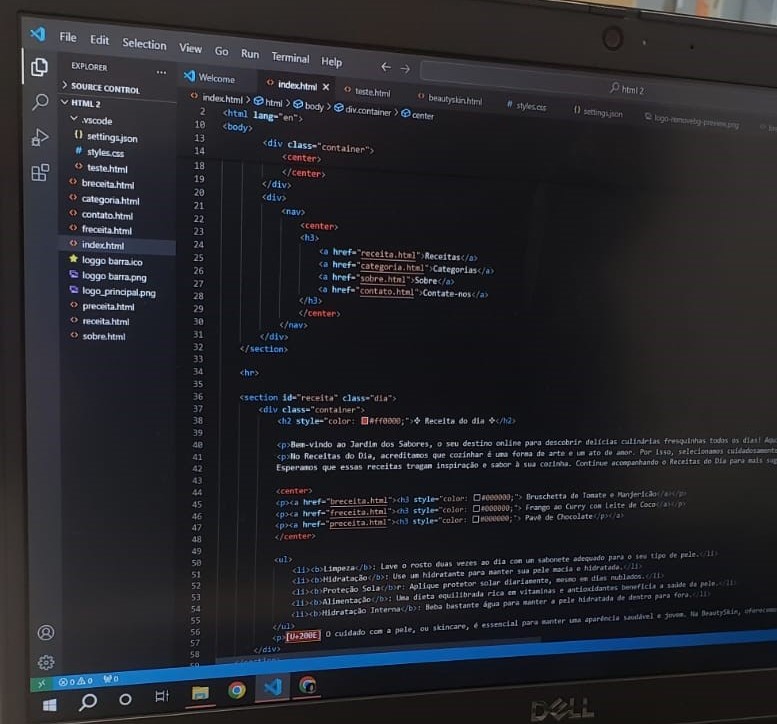 File Edit Selection View Go Run Terminal Help
html 2
EXPLORER ...
SOURCE CONTROL
HTML 2
.vscode
settings.json
styles.css
teste.html
breceita.html
categoria.html
contato.html
freceita.html
index.html
loggo barra.ico
loggo barra.png
logo_principal.png
preceita.html
receita.html
sobre.html
Welcome index.html teste.html beautyskin.html styles.css settings.json logo-removebg-preview.png
index.html > html > body > div.container > center
2 <html lang="en">
10 <body>
13 <div class="container">
14 <center>
18 </center>
19 </div>
20 <div>
21 <nav>
22 <center>
23 <h3>
24 <a href="receita.html">Receitas</a>
25 <a href="categoria.html">Categorias</a>
26 <a href="sobre.html">Sobre</a>
27 <a href="contato.html">Contate-nos</a>
28 </h3>
29 </center>
30 </nav>
31 </div>
32 </section>
33
34 <hr>
35
36 <section id="receita" class="dia">
37 <div class="container">
38 <h2 style="color: #ff0000;">✣ Receita do dia ✣</h2>
39
40 <p>Bem-vindo ao Jardim dos Sabores, o seu destino online para descobrir delícias culinárias fresquinhas todos os dias! Aqui
41 <p>No Receitas do Dia, acreditamos que cozinhar é uma forma de arte e um ato de amor. Por isso, selecionamos cuidadosamente
42 Esperamos que essas receitas tragam inspiração e sabor à sua cozinha. Continue acompanhando o Receitas do Dia para mais
43
44 <center>
45 <p><a href="breceita.html"><h3 style="color: #000000;"> Bruschetta de Tomate e Manjericão</a></p>
46 <p><a href="freceita.html"><h3 style="color: #000000;"> Frango ao Curry com Leite de Coco</a></p>
47 <p><a href="preceita.html"><h3 style="color: #000000;"> Pavê de Chocolate</p></a>
48 </center>
49
50 <ul>
51 <li><b>Limpeza</b>: Lave o rosto duas vezes ao dia com um sabonete adequado para o seu tipo de pele.</li>
52 <li><b>Hidratação</b>: Use um hidratante para manter sua pele macia e hidratada.</li>
53 <li><b>Proteção Sola</b>r: Aplique protetor solar diariamente, mesmo em dias nublados.</li>
54 <li><b>Alimentação</b>: Uma dieta equilibrada rica em vitaminas e antioxidantes beneficia a saúde da pele.</li>
55 <li><b>Hidratação Interna</b>: Beba bastante água para manter a pele hidratada de dentro para fora.</li>
56 </ul>
57 <p>[U+200E] O cuidado com a pele, ou skincare, é essencial para manter uma aparência saudável e jovem. Na BeautySkin, oferecemos
58 </div>
59
0 0 0
DELL